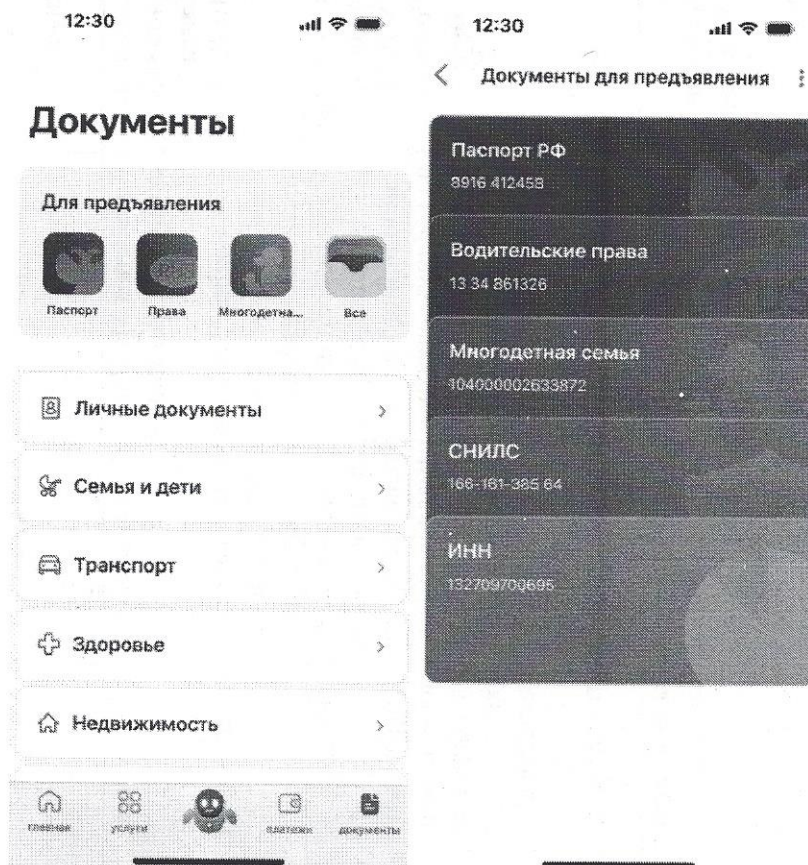 12:30
Документы
Для предъявления
Паспорт
Права
Многодетна...
Все
Личные документы
Семья и дети
Транспорт
Здоровье
Недвижимость
главная
услуги
платежи
документы
12:30
Документы для предъявления
Паспорт РФ
8916 412458
Водительские права
13 34 861326
Многодетная семья
104000002633872
СНИЛС
166-161-385 64
ИНН
132709700695